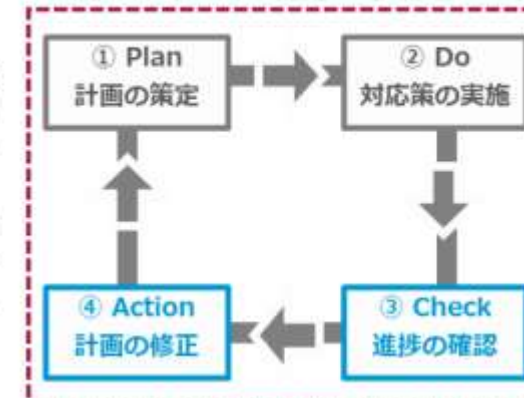 ① Plan
計画の策定
② Do
対応策の実施
③ Check
進捗の確認
④ Action
計画の修正